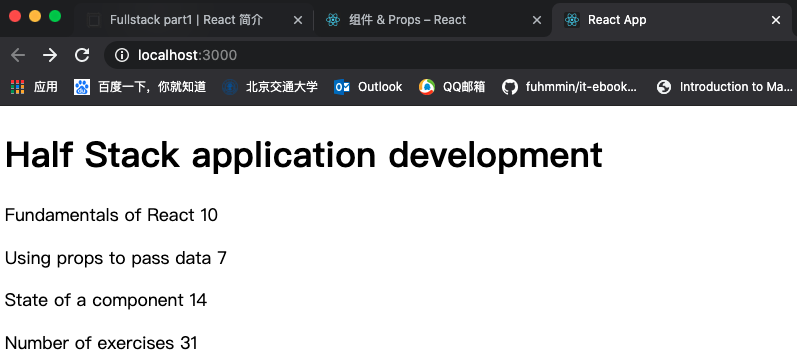 Fullstack part1 | React 简介
组件 & Props – React
React App
localhost:3000
应用
百度一下，你就知道
北京交通大学
Outlook
QQ邮箱
fuhmmin/it-ebook...
Introduction to Ma...
Half Stack application development
Fundamentals of React 10
Using props to pass data 7
State of a component 14
Number of exercises 31